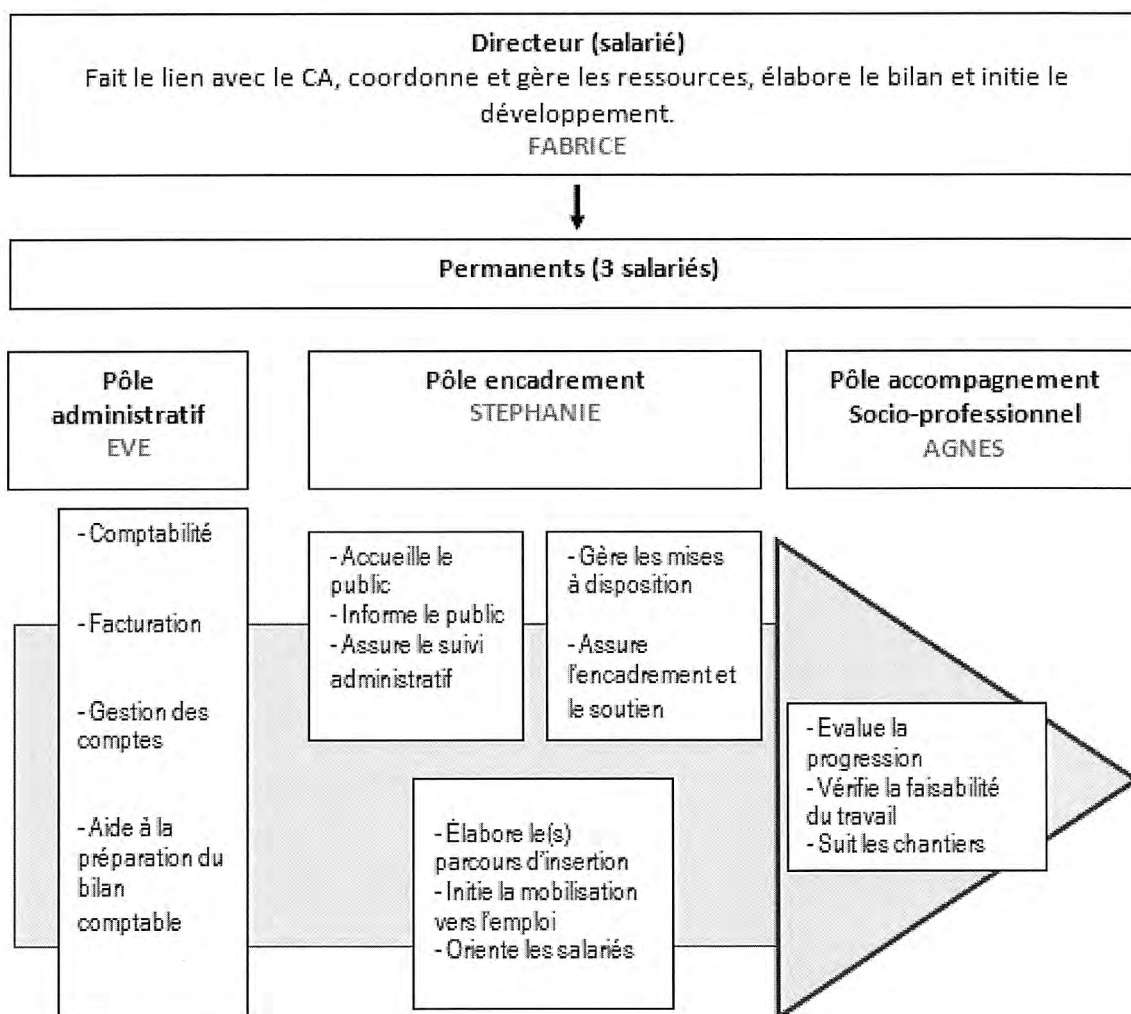 Directeur (salarié)
Fait le lien avec le CA, coordonne et gère les ressources, élabore le bilan et initie le
développement.
FABRICE
Permanents (3 salariés)
Pôle
administratif
EVE
Pôle encadrement
STEPHANIE
Pôle accompagnement
Socio-professionnel
AGNES
- Comptabilité
- Facturation
- Gestion des
comptes
- Aide à la
préparation du
bilan
comptable
- Accueille le
public
- Informe le public
- Assure le suivi
administratif
- Gère les mises
à disposition
- Assure
l'encadrement et
le soutien
- Élabore le(s)
parcours d'insertion
- Initie la mobilisation
vers l'emploi
- Oriente les salariés
- Evalue la
progression
- Vérifie la faisabilité
du travail
- Suit les chantiers